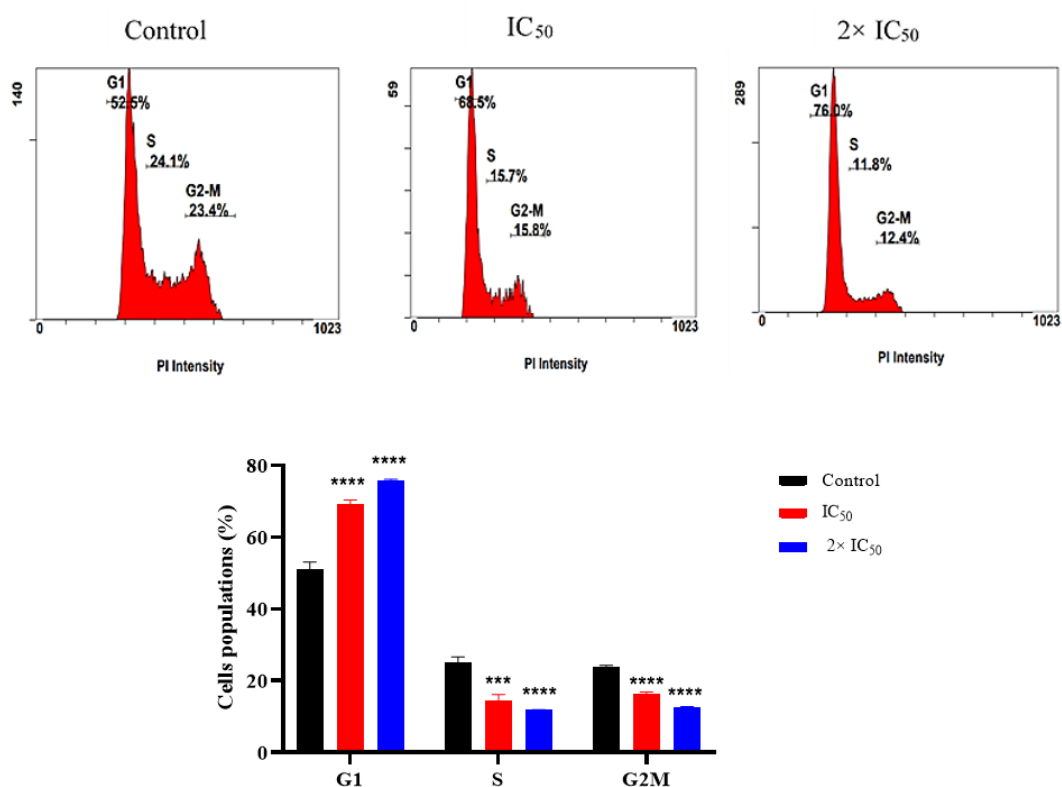 Control
IC₅₀
2× IC₅₀
140
G1
52.5%
S
24.1%
G2-M
23.4%
0
1023
PI Intensity
59
G1
68.5%
S
15.7%
G2-M
15.8%
0
1023
PI Intensity
289
G1
76.0%
S
11.8%
G2-M
12.4%
0
1023
PI Intensity
Cells populations (%)
80
60
40
20
0
**** ****
*** ****
**** ****
G1 S G2M
Control
IC₅₀
2× IC₅₀